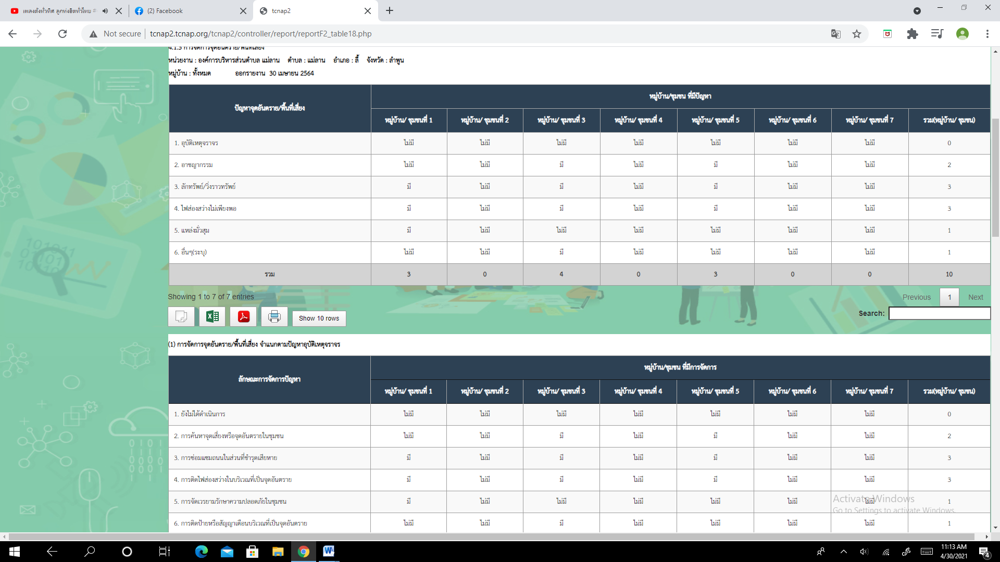 เพลงดังทั่วทิศ ลูกทุ่งฮิตทั่วไทย #
(2) Facebook
tcnap2
Not secure
tcnap2.tcnap.org/tcnap2/controller/report/reportF2_table18.php
4.1.3 การจัดการจุดอันตราย/พื้นที่เสี่ยง
หน่วยงาน : องค์การบริหารส่วนตำบล แม่ลาน ตำบล : แม่ลาน อำเภอ : ลี้ จังหวัด : ลำพูน
หมู่บ้าน : ทั้งหมด ออกรายงาน 30 เมษายน 2564
ปัญหาจุดอันตราย/พื้นที่เสี่ยง หมู่บ้าน/ชุมชน ที่มีปัญหา
หมู่บ้าน/ ชุมชนที่ 1 หมู่บ้าน/ ชุมชนที่ 2 หมู่บ้าน/ ชุมชนที่ 3 หมู่บ้าน/ ชุมชนที่ 4 หมู่บ้าน/ ชุมชนที่ 5 หมู่บ้าน/ ชุมชนที่ 6 หมู่บ้าน/ ชุมชนที่ 7 รวม(หมู่บ้าน/ ชุมชน)
1. อุบัติเหตุจราจร ไม่มี ไม่มี ไม่มี ไม่มี ไม่มี ไม่มี ไม่มี 0
2. อาชญากรรม ไม่มี ไม่มี มี ไม่มี มี ไม่มี ไม่มี 2
3. ลักทรัพย์/วิ่งราวทรัพย์ มี ไม่มี มี ไม่มี มี ไม่มี ไม่มี 3
4. ไฟส่องสว่างไม่เพียงพอ มี ไม่มี มี ไม่มี มี ไม่มี ไม่มี 3
5. แหล่งมั่วสุม มี ไม่มี ไม่มี ไม่มี ไม่มี ไม่มี ไม่มี 1
6. อื่นๆ(ระบุ) ไม่มี ไม่มี มี ไม่มี ไม่มี ไม่มี ไม่มี 1
รวม 3 0 4 0 3 0 0 10
Showing 1 to 7 of 7 entries Previous 1 Next
Show 10 rows Search:
(1) การจัดการจุดอันตราย/พื้นที่เสี่ยง จำแนกตามปัญหาอุบัติเหตุจราจร
ลักษณะการจัดการปัญหา หมู่บ้าน/ชุมชน ที่มีการจัดการ
หมู่บ้าน/ ชุมชนที่ 1 หมู่บ้าน/ ชุมชนที่ 2 หมู่บ้าน/ ชุมชนที่ 3 หมู่บ้าน/ ชุมชนที่ 4 หมู่บ้าน/ ชุมชนที่ 5 หมู่บ้าน/ ชุมชนที่ 6 หมู่บ้าน/ ชุมชนที่ 7 รวม(หมู่บ้าน/ ชุมชน)
1. ยังไม่ได้ดำเนินการ ไม่มี ไม่มี ไม่มี ไม่มี ไม่มี ไม่มี ไม่มี 0
2. การค้นหาจุดเสี่ยงหรือจุดอันตรายในชุมชน ไม่มี ไม่มี มี ไม่มี มี ไม่มี ไม่มี 2
3. การซ่อมแซมถนนในส่วนที่ชำรุดเสียหาย มี ไม่มี มี ไม่มี มี ไม่มี ไม่มี 3
4. การติดไฟส่องสว่างในบริเวณที่เป็นจุดอันตราย มี ไม่มี มี ไม่มี มี ไม่มี ไม่มี 3
5. การจัดเวรยามรักษาความปลอดภัยในชุมชน มี ไม่มี ไม่มี ไม่มี ไม่มี ไม่มี ไม่มี 1
6. การติดป้ายหรือสัญญาเตือนบริเวณที่เป็นจุดอันตราย ไม่มี ไม่มี มี ไม่มี ไม่มี ไม่มี ไม่มี 1
Activate Windows
Go to Settings to activate Windows.
11:13 AM
4/30/2021
4